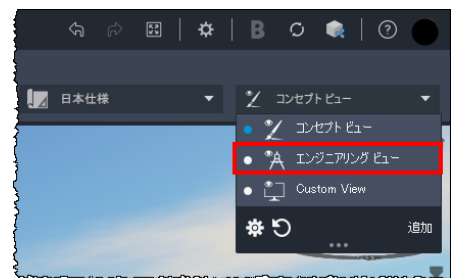 B
?
日本仕様
コンセプト ビュー
コンセプト ビュー
エンジニアリング ビュー
Custom View
追加